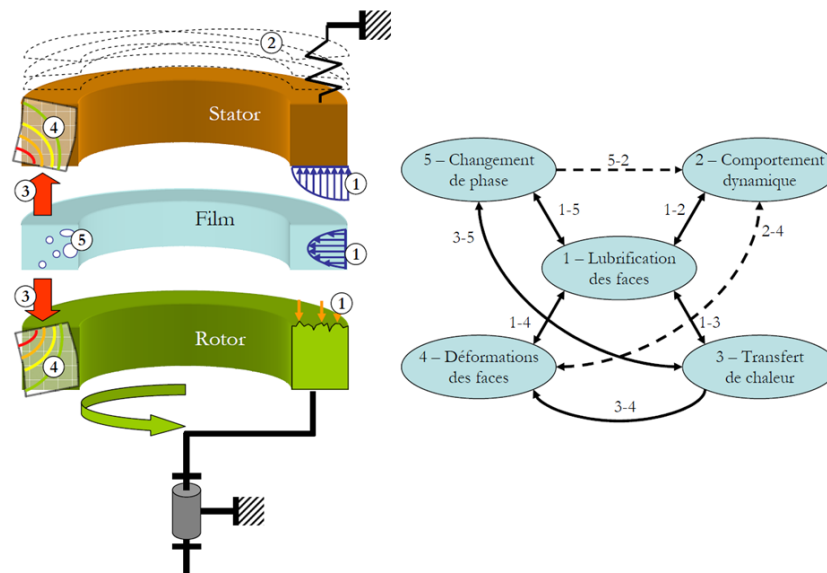 2
Stator
4
3
1
Film
5
1
3
1
Rotor
4
5 – Changement
de phase
5-2
2 – Comportement
dynamique
1-5
1-2
3-5
2-4
1 – Lubrification
des faces
1-4
1-3
4 – Déformations
des faces
3 – Transfert
de chaleur
3-4